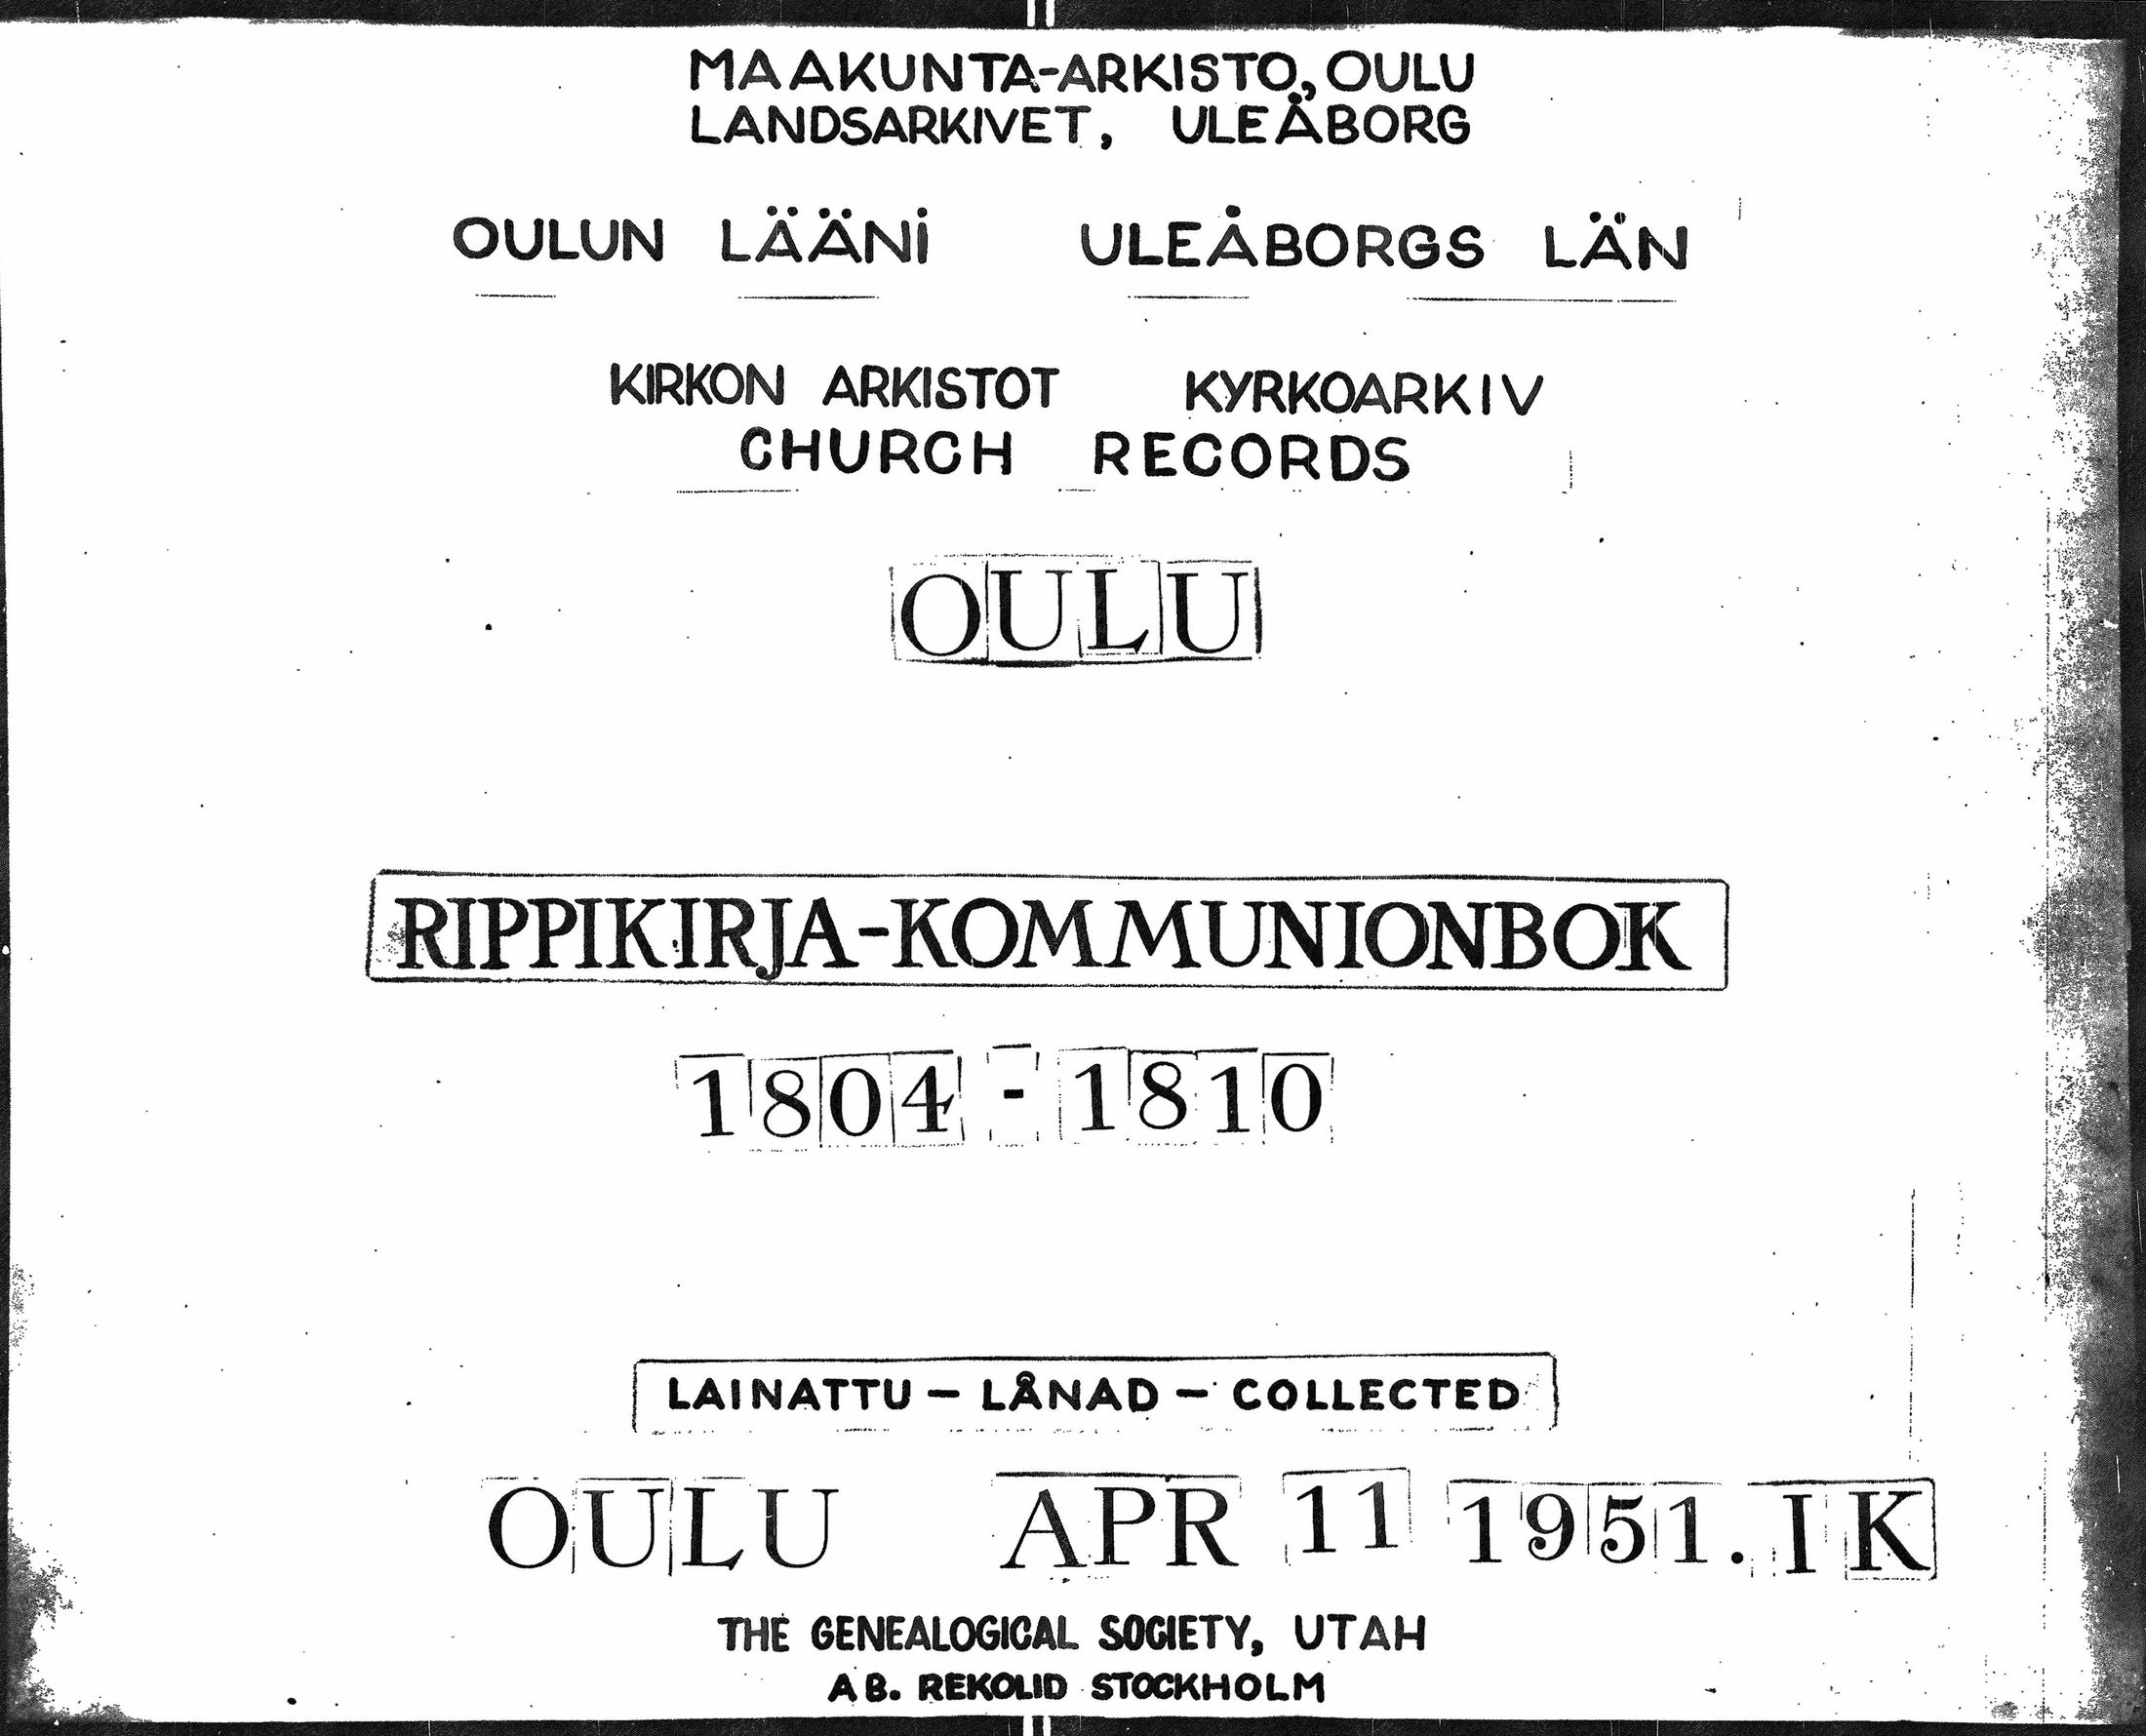 MAAKUNTA-ARKISTO, OULU
LANDSARKIVET, ULEÅBORG
OULUN LÄÄNI ULEÅBORGS LÄN
KIRKON ARKISTOT KYRKOARKIV
CHURCH RECORDS
OULU
RIPPIKIRJA-KOMMUNIONBOK
1804-1810
LAINATTU - LÅNAD - COLLECTED
OULU APR 11 1951. IK
THE GENEALOGICAL SOCIETY, UTAH
AB. REKOLID STOCKHOLM